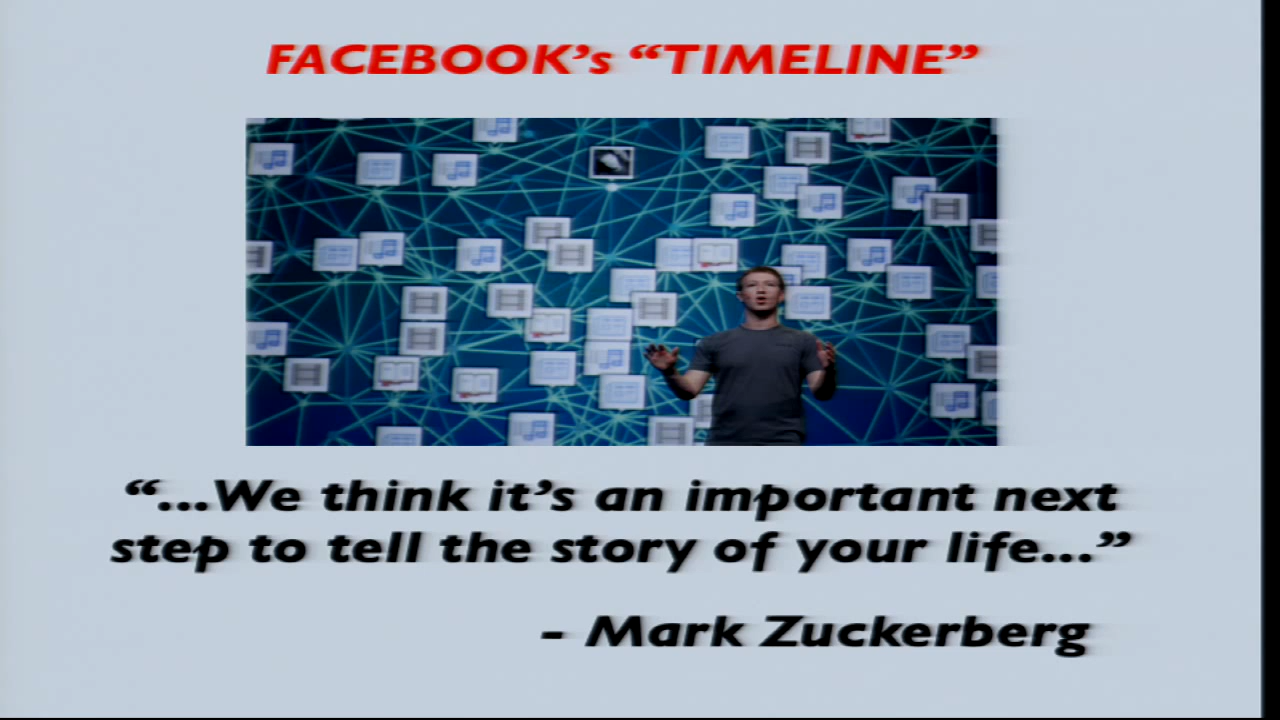 FACEBOOK’s “TIMELINE”
“...We think it’s an important next
step to tell the story of your life...”
- Mark Zuckerberg